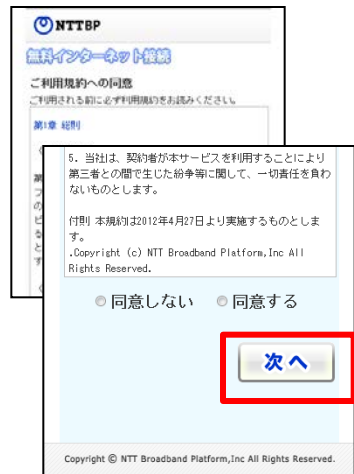 NTTBP
無料インターネット接続
ご利用規約への同意
ご利用される前に必ず利用規約をお読みください。
第1章 総則
5. 当社は、契約者が本サービスを利用することにより
第三者との間で生じた紛争等に関して、一切責任を負わ
ないものとします。
付則 本規約は2012年4月27日より実施するものとしま
す。
.Copyright (c) NTT Broadband Platform,Inc All
Rights Reserved.
同意しない 同意する
次へ
Copyright © NTT Broadband Platform,Inc All Rights Reserved.